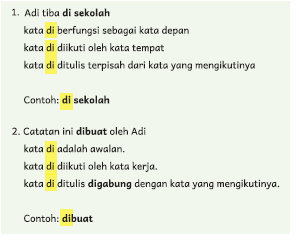 1. Adi tiba di sekolah
kata di berfungsi sebagai kata depan
kata di diikuti oleh kata tempat
kata di ditulis terpisah dari kata yang mengikutinya
Contoh: di sekolah
2. Catatan ini dibuat oleh Adi
kata di adalah awalan.
kata di diikuti oleh kata kerja.
kata di ditulis digabung dengan kata yang mengikutinya.
Contoh: dibuat